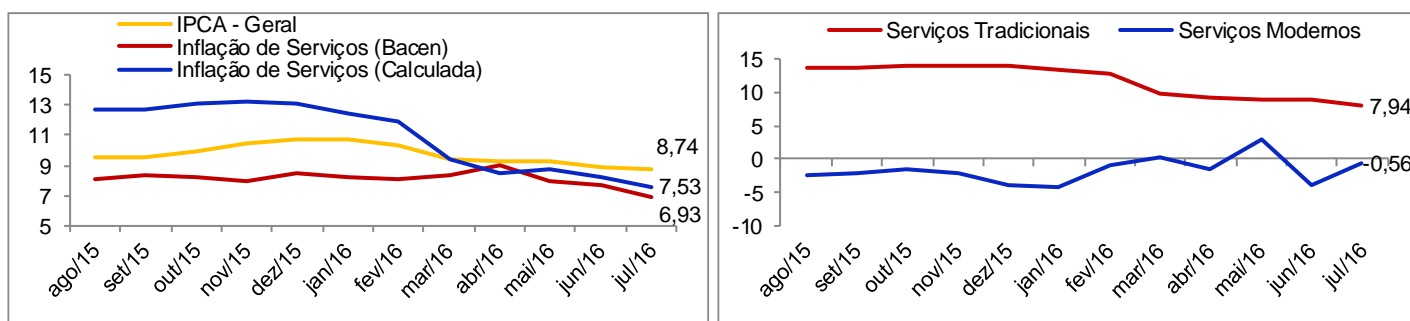 IPCA - Geral
Inflação de Serviços (Bacen)
Inflação de Serviços (Calculada)
15
13
11
9
7
5
8,74
7,53
6,93
ago/15
set/15
out/15
nov/15
dez/15
jan/16
fev/16
mar/16
abr/16
mai/16
jun/16
jul/16
Serviços Tradicionais
Serviços Modernos
15
10
5
0
-5
-10
7,94
-0,56
ago/15
set/15
out/15
nov/15
dez/15
jan/16
fev/16
mar/16
abr/16
mai/16
jun/16
jul/16